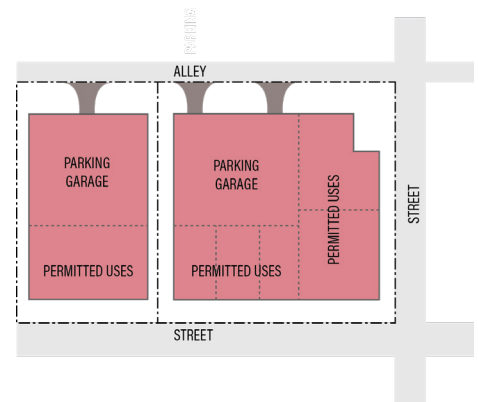 ALLEY
PARKING
GARAGE
PARKING
GARAGE
PERMITTED USES
STREET
PERMITTED USES
PERMITTED USES
STREET